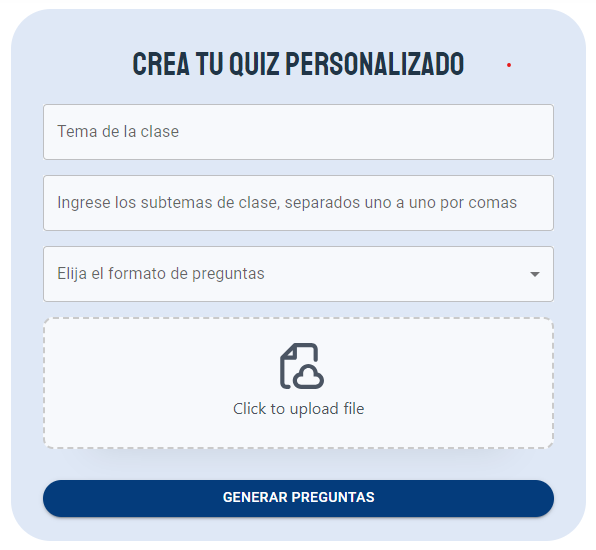 CREA TU QUIZ PERSONALIZADO
Tema de la clase
Ingrese los subtemas de clase, separados uno a uno por comas
Elija el formato de preguntas
Click to upload file
GENERAR PREGUNTAS